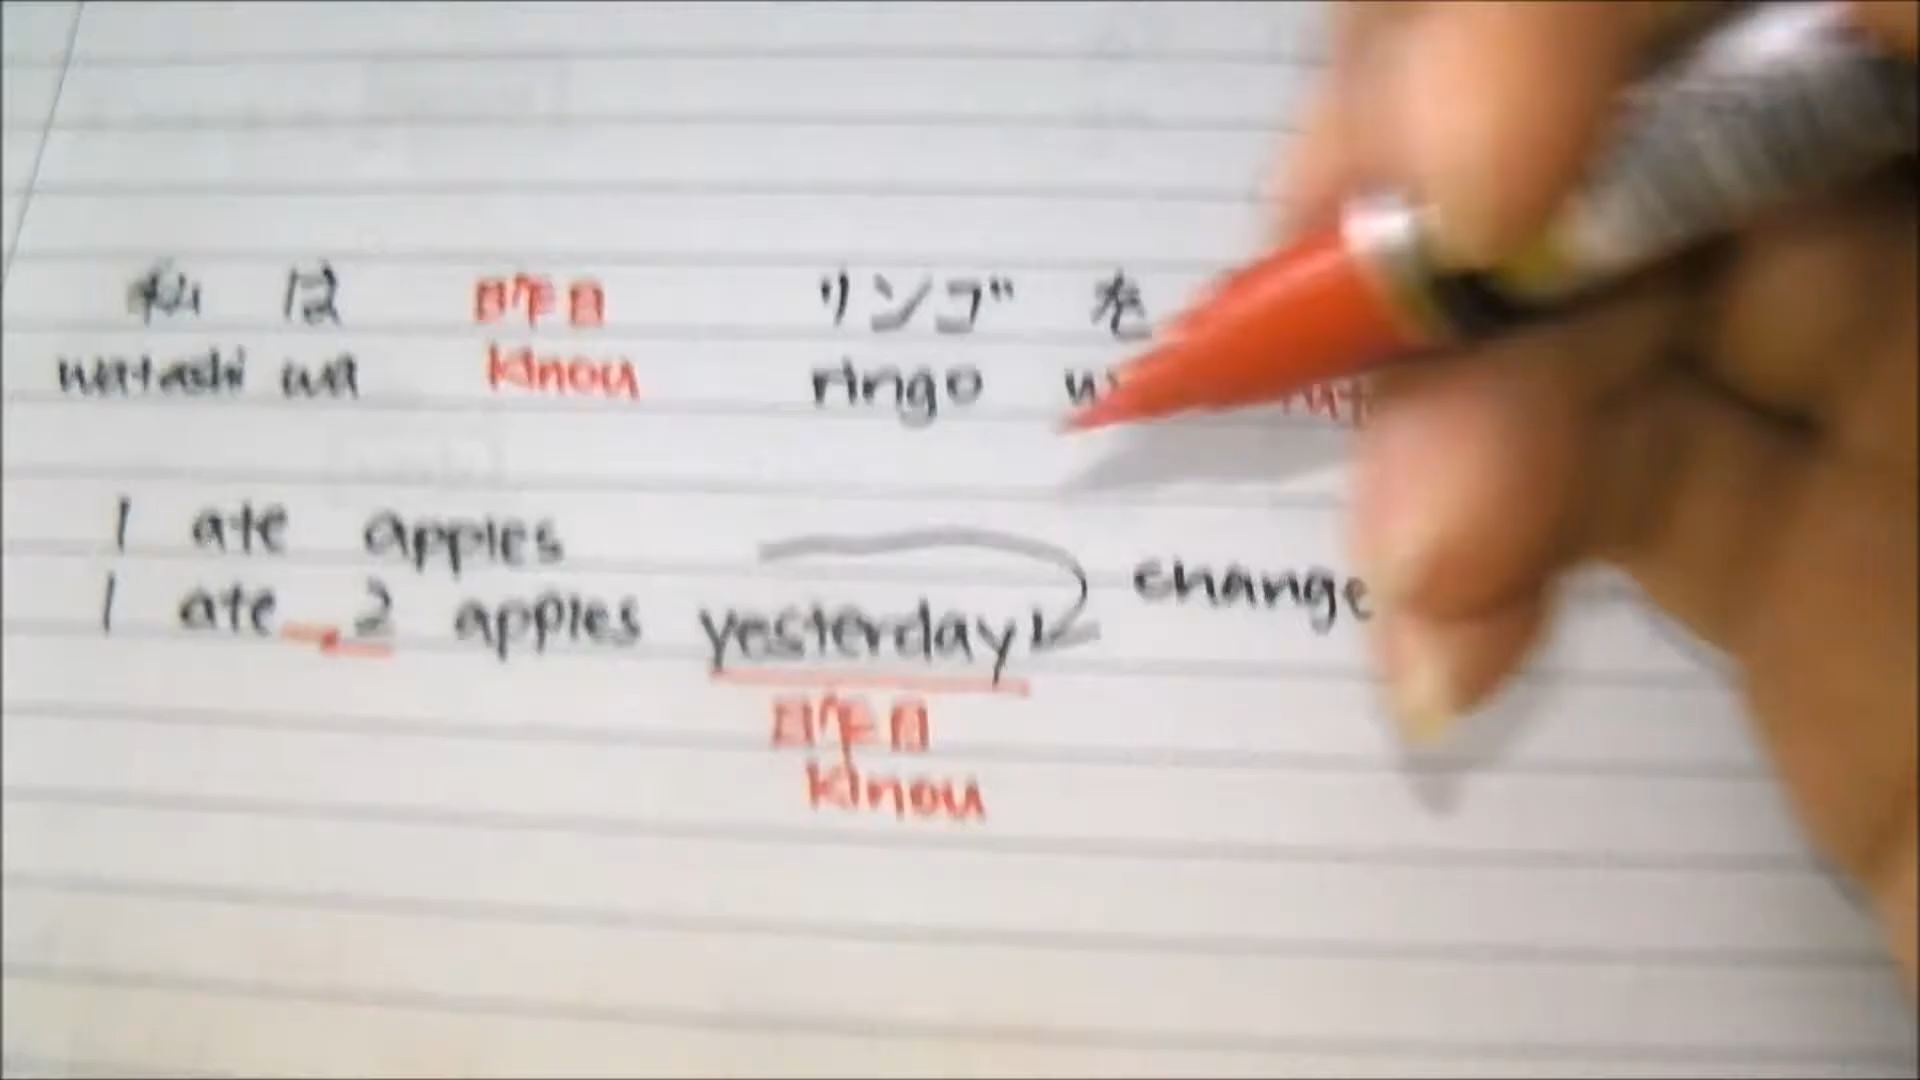 私 は 昨日 リンゴ を
watashi wa kinou ringo
I ate apples
I ate 2 apples yesterday change
昨日
kinou